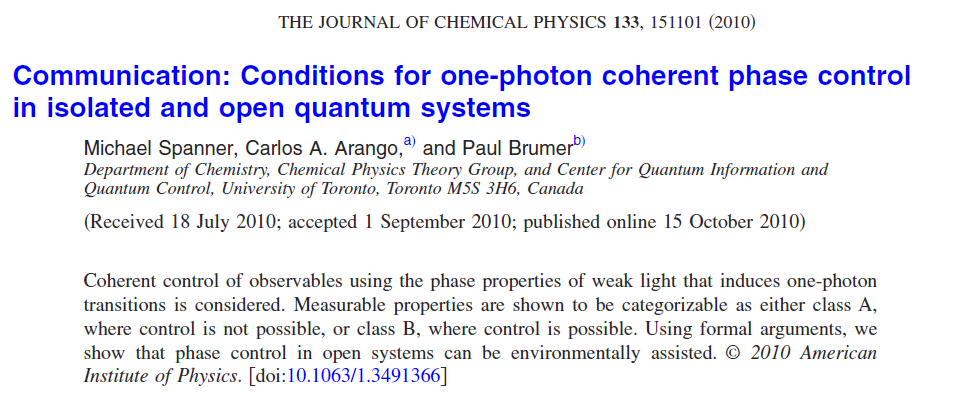 THE JOURNAL OF CHEMICAL PHYSICS 133, 151101 (2010)
Communication: Conditions for one-photon coherent phase control
in isolated and open quantum systems
Michael Spanner, Carlos A. Arango,a) and Paul Brumerb)
Department of Chemistry, Chemical Physics Theory Group, and Center for Quantum Information and
Quantum Control, University of Toronto, Toronto M5S 3H6, Canada
(Received 18 July 2010; accepted 1 September 2010; published online 15 October 2010)
Coherent control of observables using the phase properties of weak light that induces one-photon
transitions is considered. Measurable properties are shown to be categorizable as either class A,
where control is not possible, or class B, where control is possible. Using formal arguments, we
show that phase control in open systems can be environmentally assisted. © 2010 American
Institute of Physics. [doi:10.1063/1.3491366]